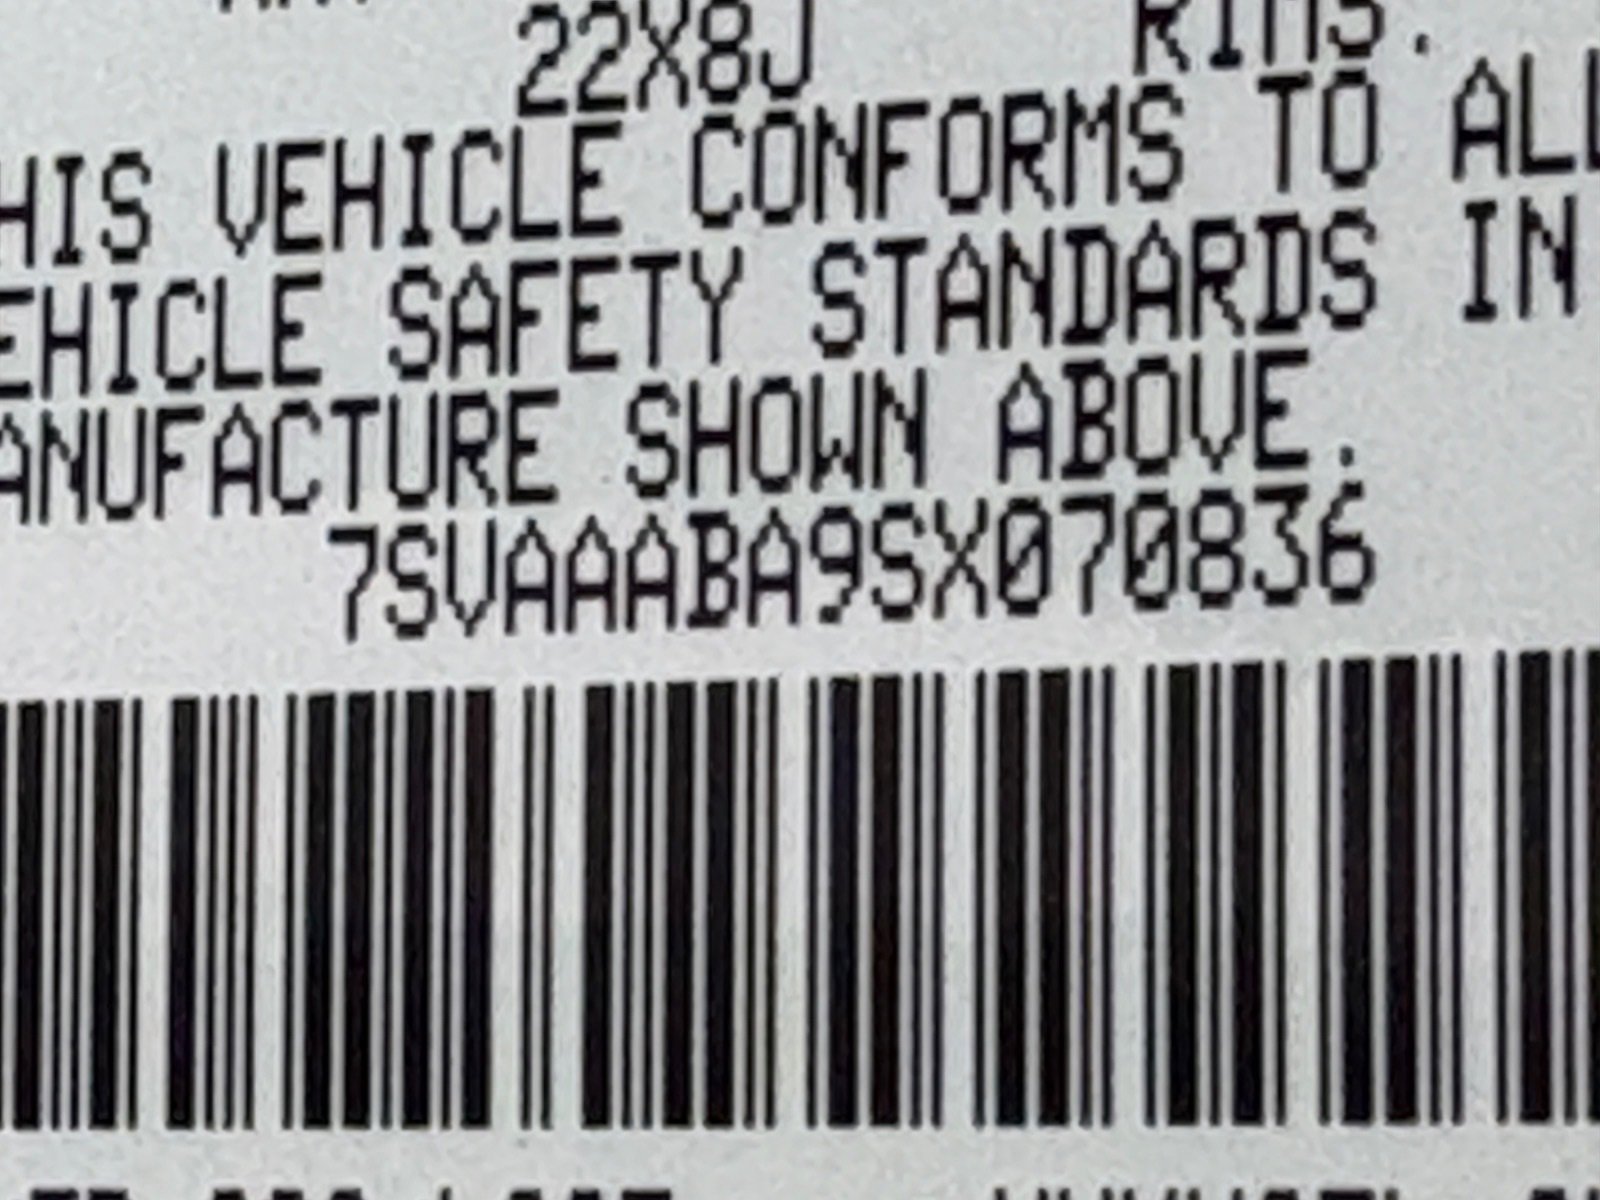 22X8J RIMS.
HIS VEHICLE CONFORMS TO ALL
EHICLE SAFETY STANDARDS IN
ANUFACTURE SHOWN ABOVE.
7SVAAABA9SX070836